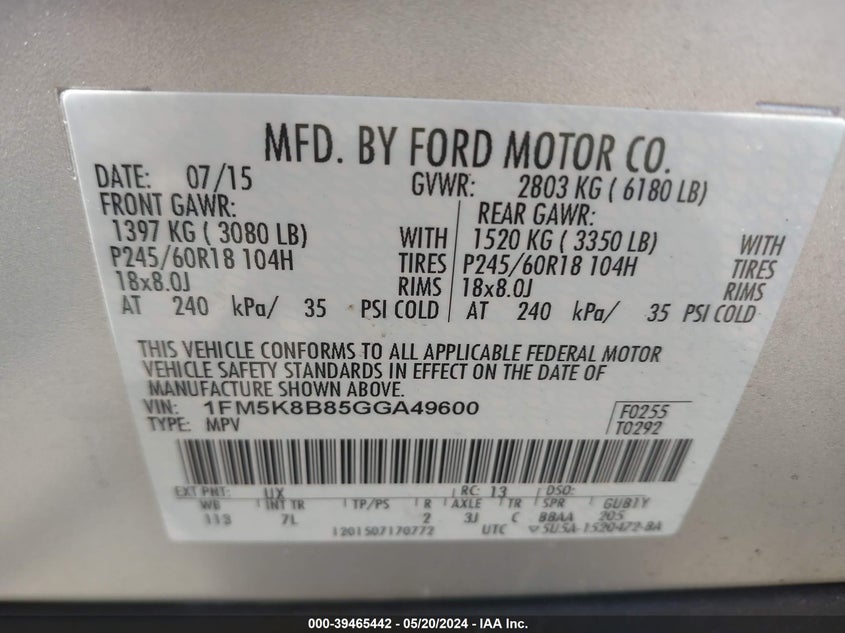 MFD. BY FORD MOTOR CO.
DATE: 07/15 GVWR: 2803 KG ( 6180 LB)
FRONT GAWR: REAR GAWR:
1397 KG ( 3080 LB) WITH 1520 KG ( 3350 LB) WITH
P245/60R18 104H TIRES P245/60R18 104H TIRES
18x8.0J RIMS 18x8.0J RIMS
AT 240 kPa/ 35 PSI COLD AT 240 kPa/ 35 PSI COLD
THIS VEHICLE CONFORMS TO ALL APPLICABLE FEDERAL MOTOR
VEHICLE SAFETY STANDARDS IN EFFECT ON THE DATE OF
MANUFACTURE SHOWN ABOVE.
VIN: 1FM5K8B85GGA49600 F0255
TYPE: MPV T0292
EXT PNT: UX RC: 13 DSO:
WB INT TR TP/PS R AXLE TR SPR GUB1Y
113 7L 2 3J C BBAA 205
1201507170772 UTC 5U5A-1520472-BA
000-39465442 - 05/20/2024 - IAA Inc.